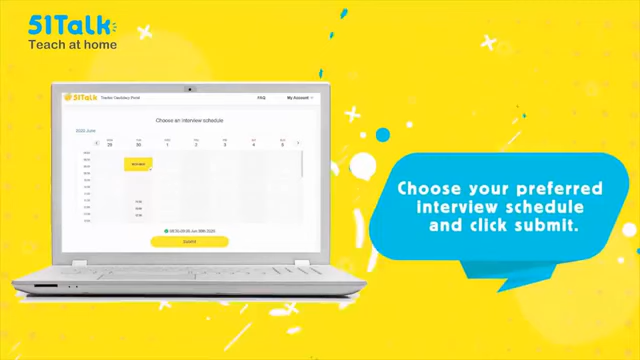 51Talk
Teach at home
51Talk
FAQ
My Account
Choose an interview schedule
29 30 1 2 3 4 5
Submit
Choose your preferred
interview schedule
and click submit.